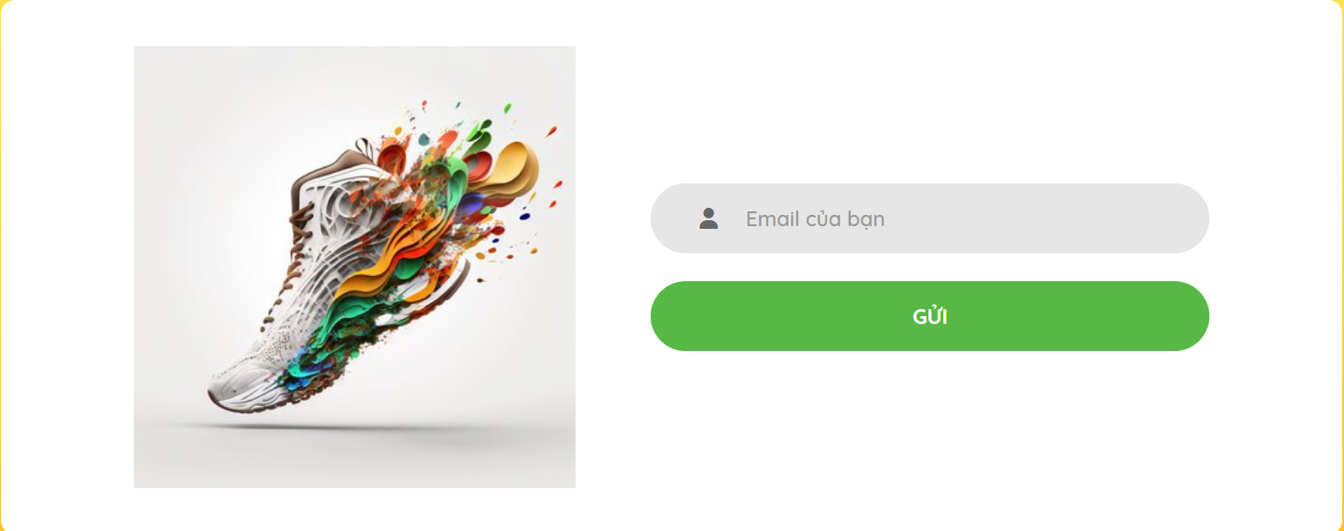 Email của bạn
GỬI